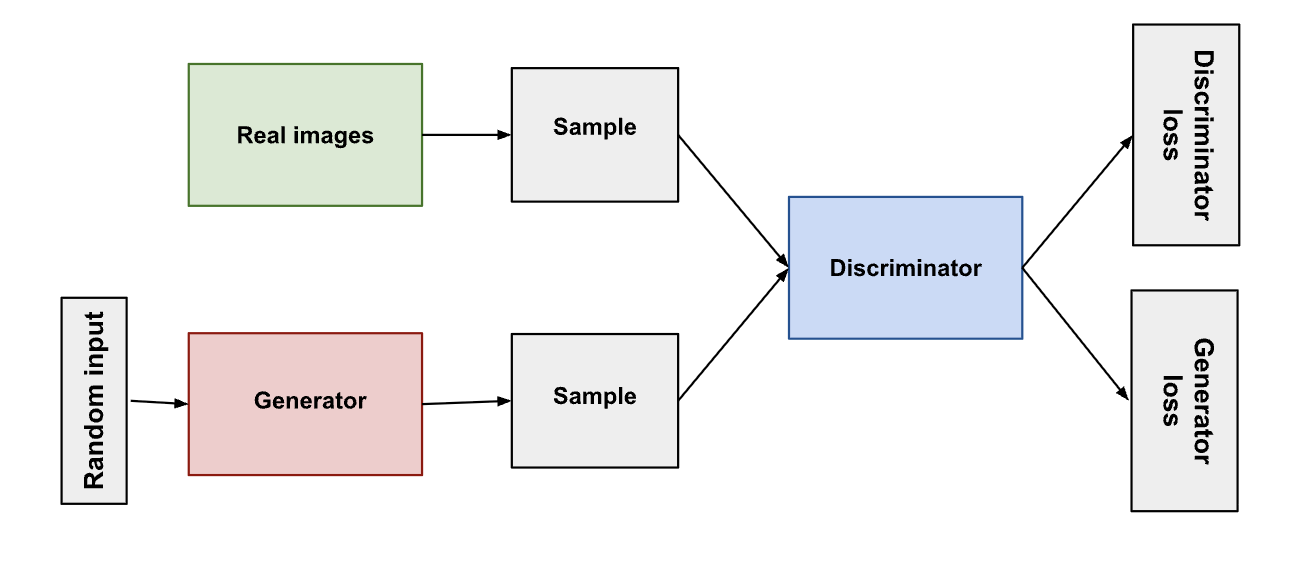 Real images
Sample
Discriminator
loss
Discriminator
Random input
Generator
Sample
Generator
loss